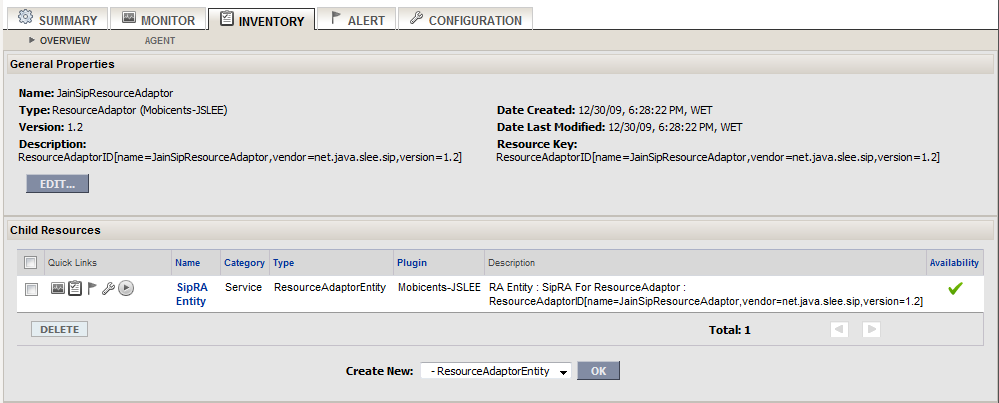 SUMMARY MONITOR INVENTORY ALERT CONFIGURATION
OVERVIEW AGENT
General Properties
Name: JainSipResourceAdaptor
Type: ResourceAdaptor (Mobicents-JSLEE) Date Created: 12/30/09, 6:28:22 PM, WET
Version: 1.2 Date Last Modified: 12/30/09, 6:28:22 PM, WET
Description: Resource Key:
ResourceAdaptorID[name=JainSipResourceAdaptor,vendor=net.java.slee.sip,version=1.2] ResourceAdaptorID[name=JainSipResourceAdaptor,vendor=net.java.slee.sip,version=1.2]
EDIT...
Child Resources
Quick Links Name Category Type Plugin Description Availability
SipRA Service ResourceAdaptorEntity Mobicents-JSLEE RA Entity : SipRA For ResourceAdaptor :
Entity ResourceAdaptorID[name=JainSipResourceAdaptor,vendor=net.java.slee.sip,version=1.2]
DELETE Total: 1
Create New: - ResourceAdaptorEntity OK